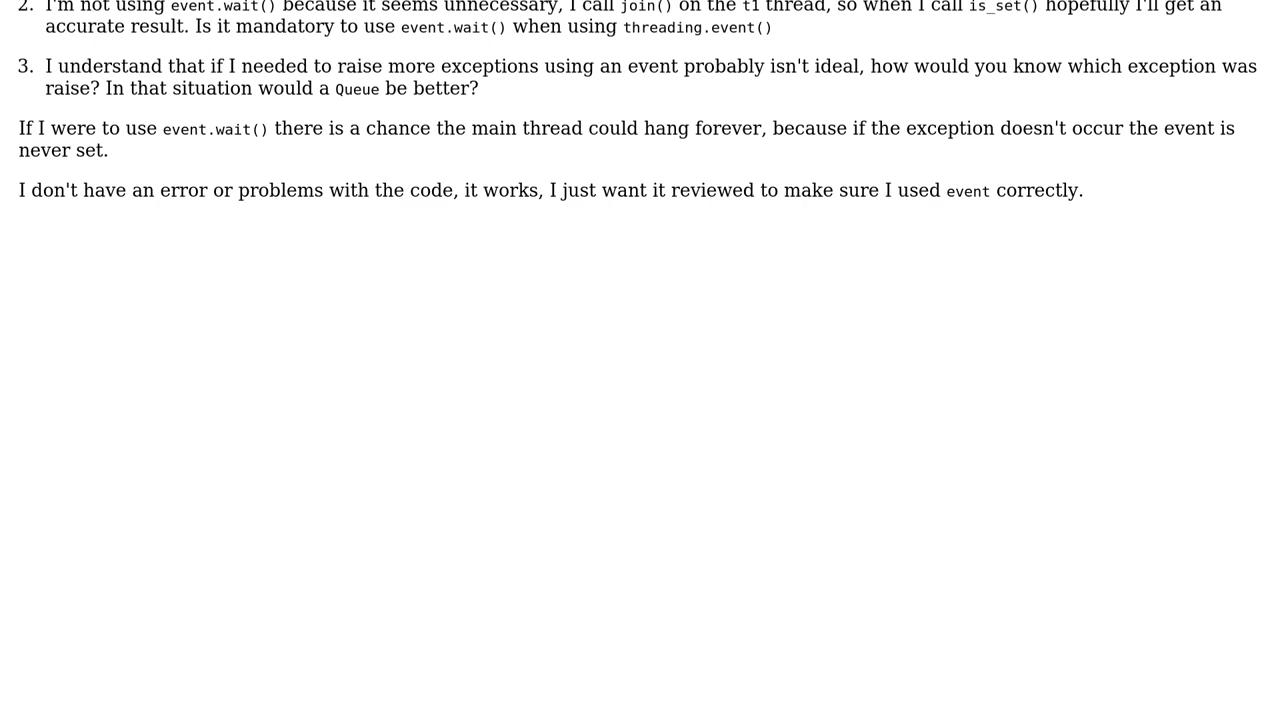 2. I'm not using event.wait() because it seems unnecessary, I call join() on the t1 thread, so when I call is_set() hopefully I'll get an
accurate result. Is it mandatory to use event.wait() when using threading.event()
3. I understand that if I needed to raise more exceptions using an event probably isn't ideal, how would you know which exception was
raise? In that situation would a Queue be better?
If I were to use event.wait() there is a chance the main thread could hang forever, because if the exception doesn't occur the event is
never set.
I don't have an error or problems with the code, it works, I just want it reviewed to make sure I used event correctly.